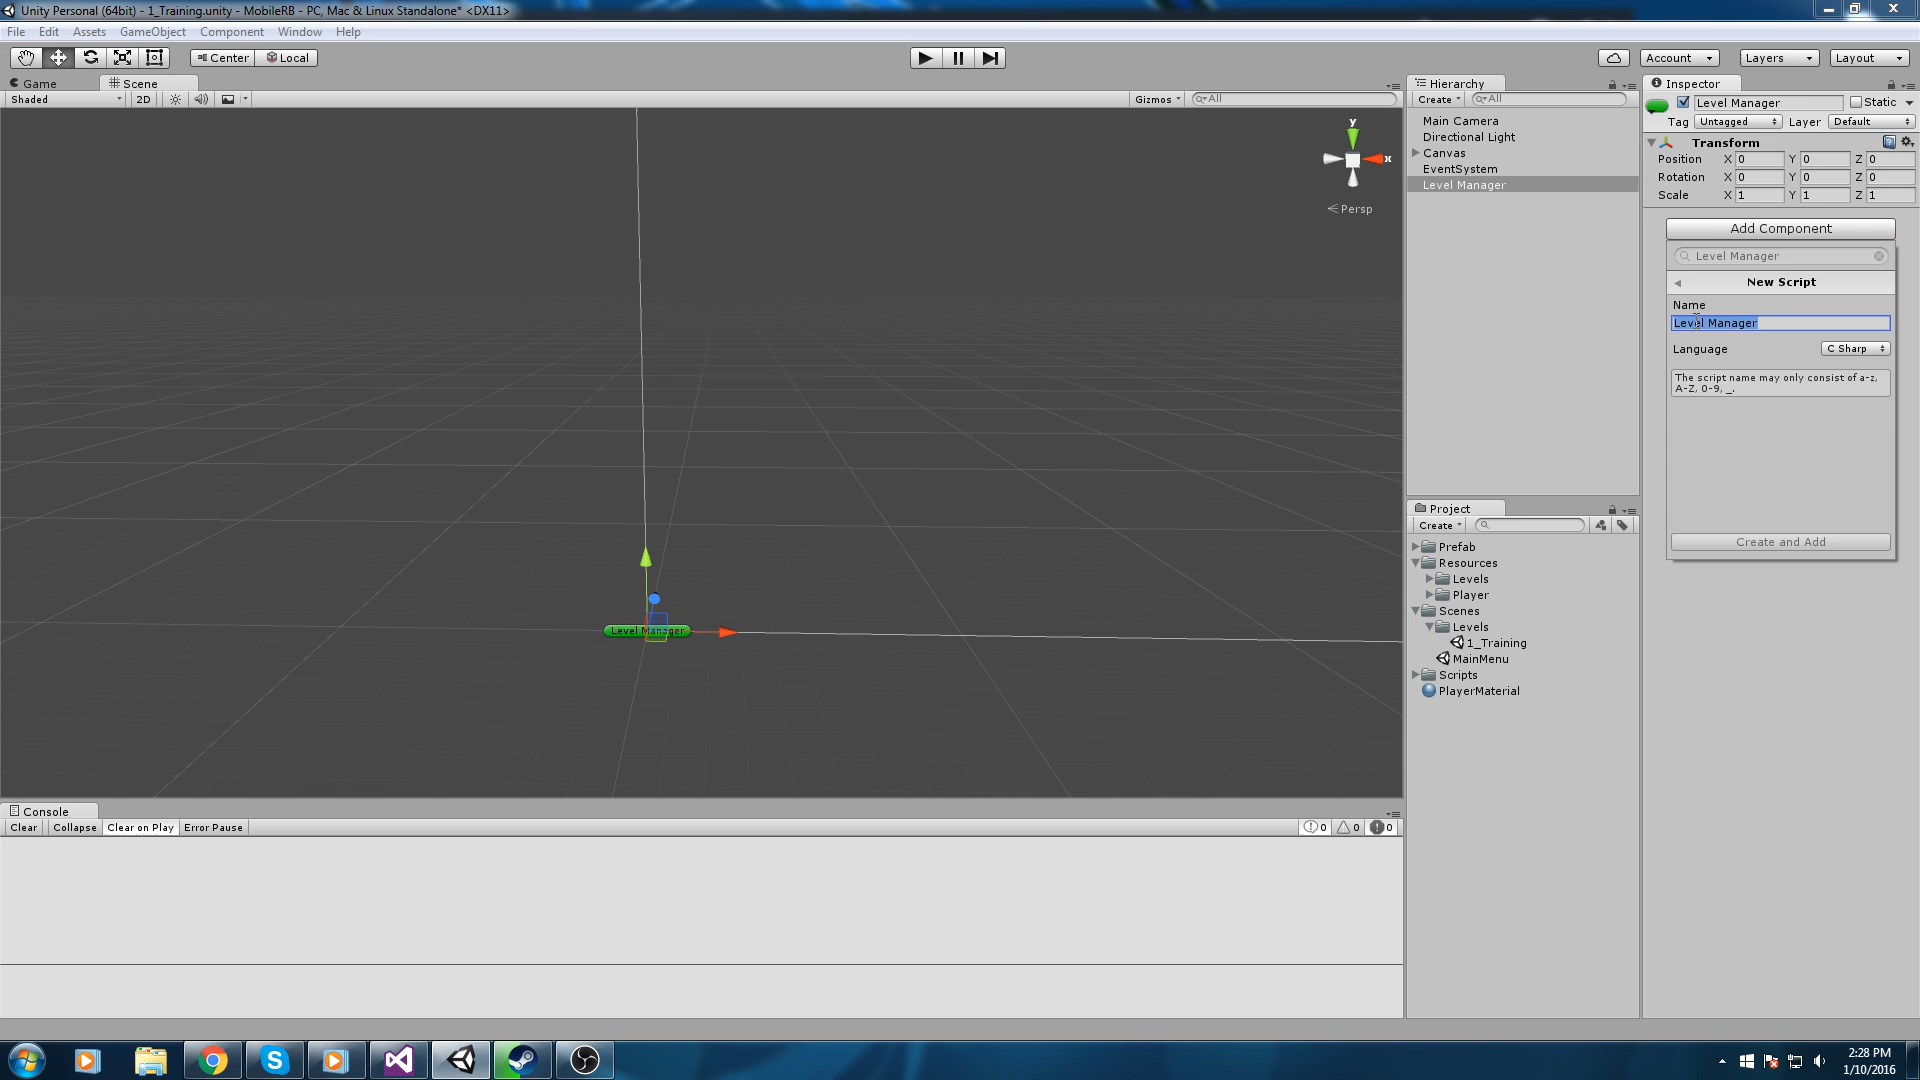 Unity Personal (64bit) - 1_Training.unity - MobileRB - PC, Mac & Linux Standalone* <DX11>
File Edit Assets GameObject Component Window Help
Center Local
Account Layers Layout
Game Scene
Shaded 2D Gizmos All
y
x
Persp
Level Manager
Hierarchy
Create All
Main Camera
Directional Light
Canvas
EventSystem
Level Manager
Project
Create
Prefab
Resources
Levels
Player
Scenes
Levels
1_Training
MainMenu
Scripts
PlayerMaterial
Inspector
Level Manager Static
Tag Untagged Layer Default
Transform
Position X 0 Y 0 Z 0
Rotation X 0 Y 0 Z 0
Scale X 1 Y 1 Z 1
Add Component
Level Manager
New Script
Name
Level Manager
Language C Sharp
The script name may only consist of a-z,
A-Z, 0-9, _.
Create and Add
Console
Clear Collapse Clear on Play Error Pause 0 0 0
2:28 PM
1/10/2016